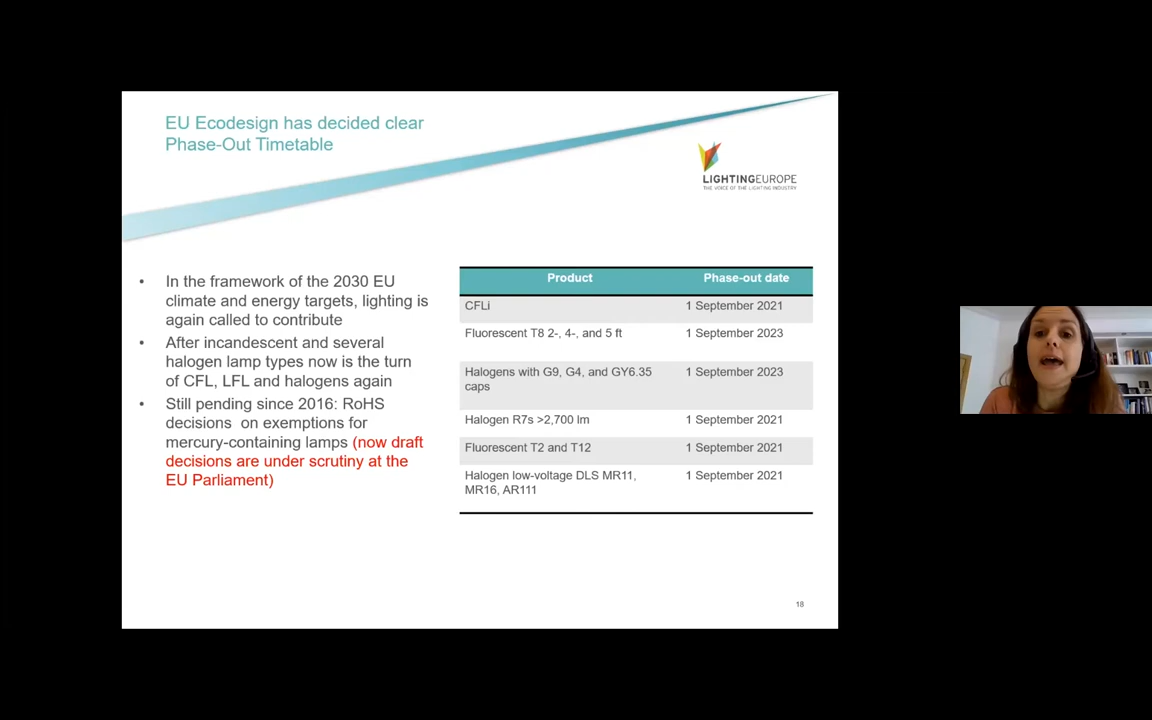 EU Ecodesign has decided clear
Phase-Out Timetable
LIGHTINGEUROPE
THE VOICE OF THE LIGHTING INDUSTRY
• In the framework of the 2030 EU
climate and energy targets, lighting is
again called to contribute
• After incandescent and several
halogen lamp types now is the turn
of CFL, LFL and halogens again
• Still pending since 2016: RoHS
decisions on exemptions for
mercury-containing lamps (now draft
decisions are under scrutiny at the
EU Parliament)
Product Phase-out date
CFLi 1 September 2021
Fluorescent T8 2-, 4-, and 5 ft 1 September 2023
Halogens with G9, G4, and GY6.35 1 September 2023
caps
Halogen R7s >2,700 lm 1 September 2021
Fluorescent T2 and T12 1 September 2021
Halogen low-voltage DLS MR11, 1 September 2021
MR16, AR111
18